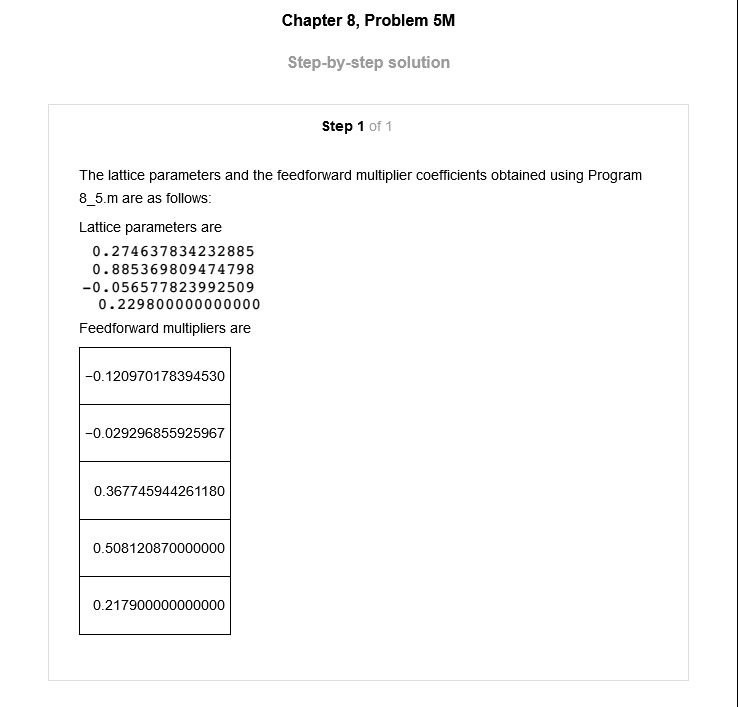 Chapter 8, Problem 5M
Step-by-step solution
Step 1 of 1
The lattice parameters and the feedforward multiplier coefficients obtained using Program
8_5.m are as follows:
Lattice parameters are
0.274637834232885
0.885369809474798
-0.056577823992509
0.229800000000000
Feedforward multipliers are
−0.120970178394530
−0.029296855925967
0.367745944261180
0.508120870000000
0.217900000000000